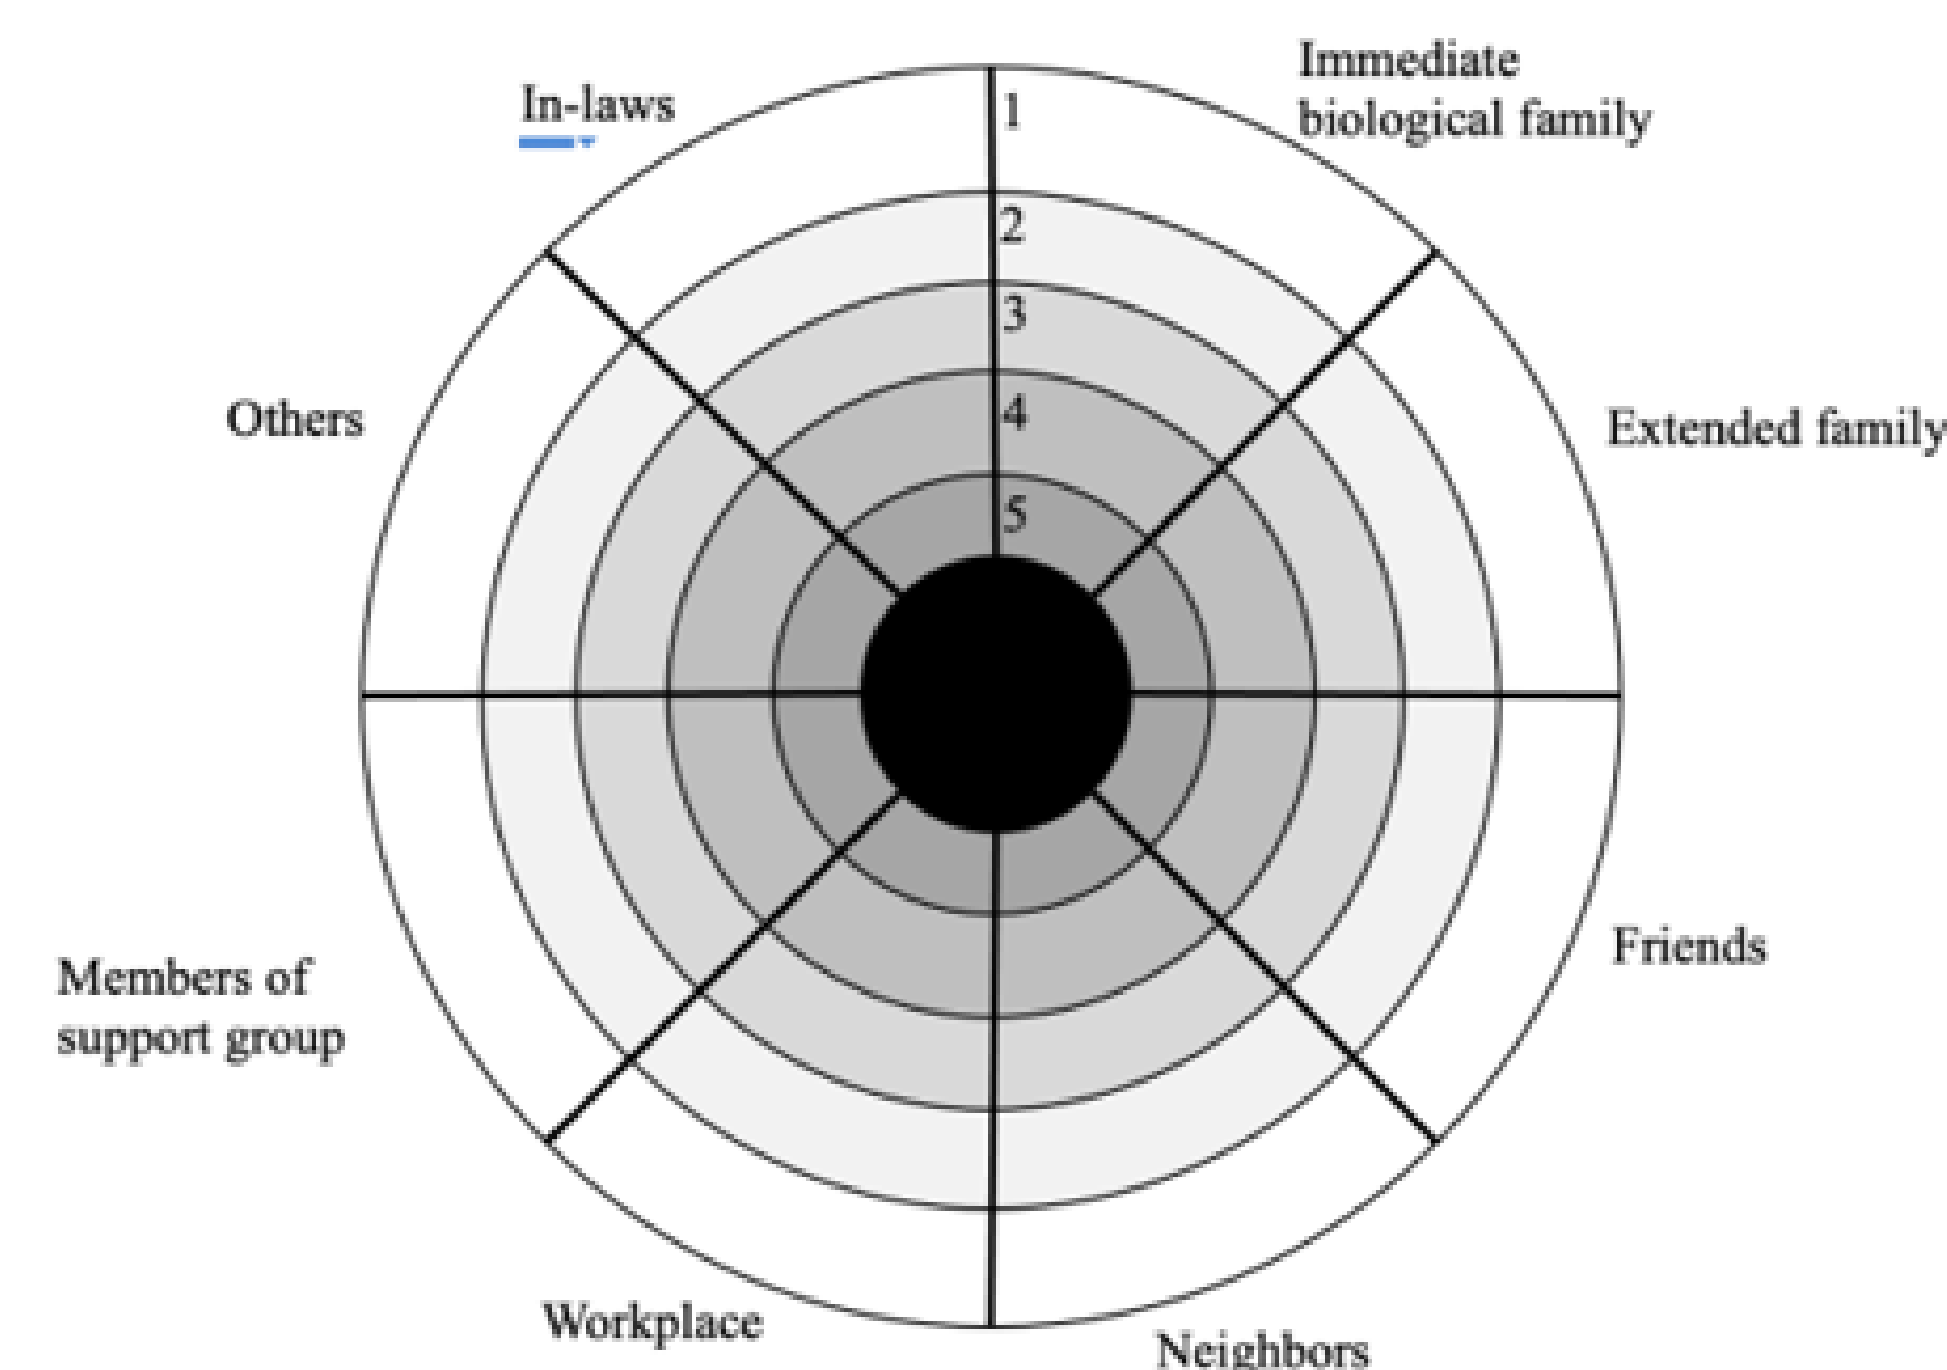 Immediate
biological family
In-laws
1
2
3
4
5
Others
Extended family
Friends
Members of
support group
Workplace
Neighbors